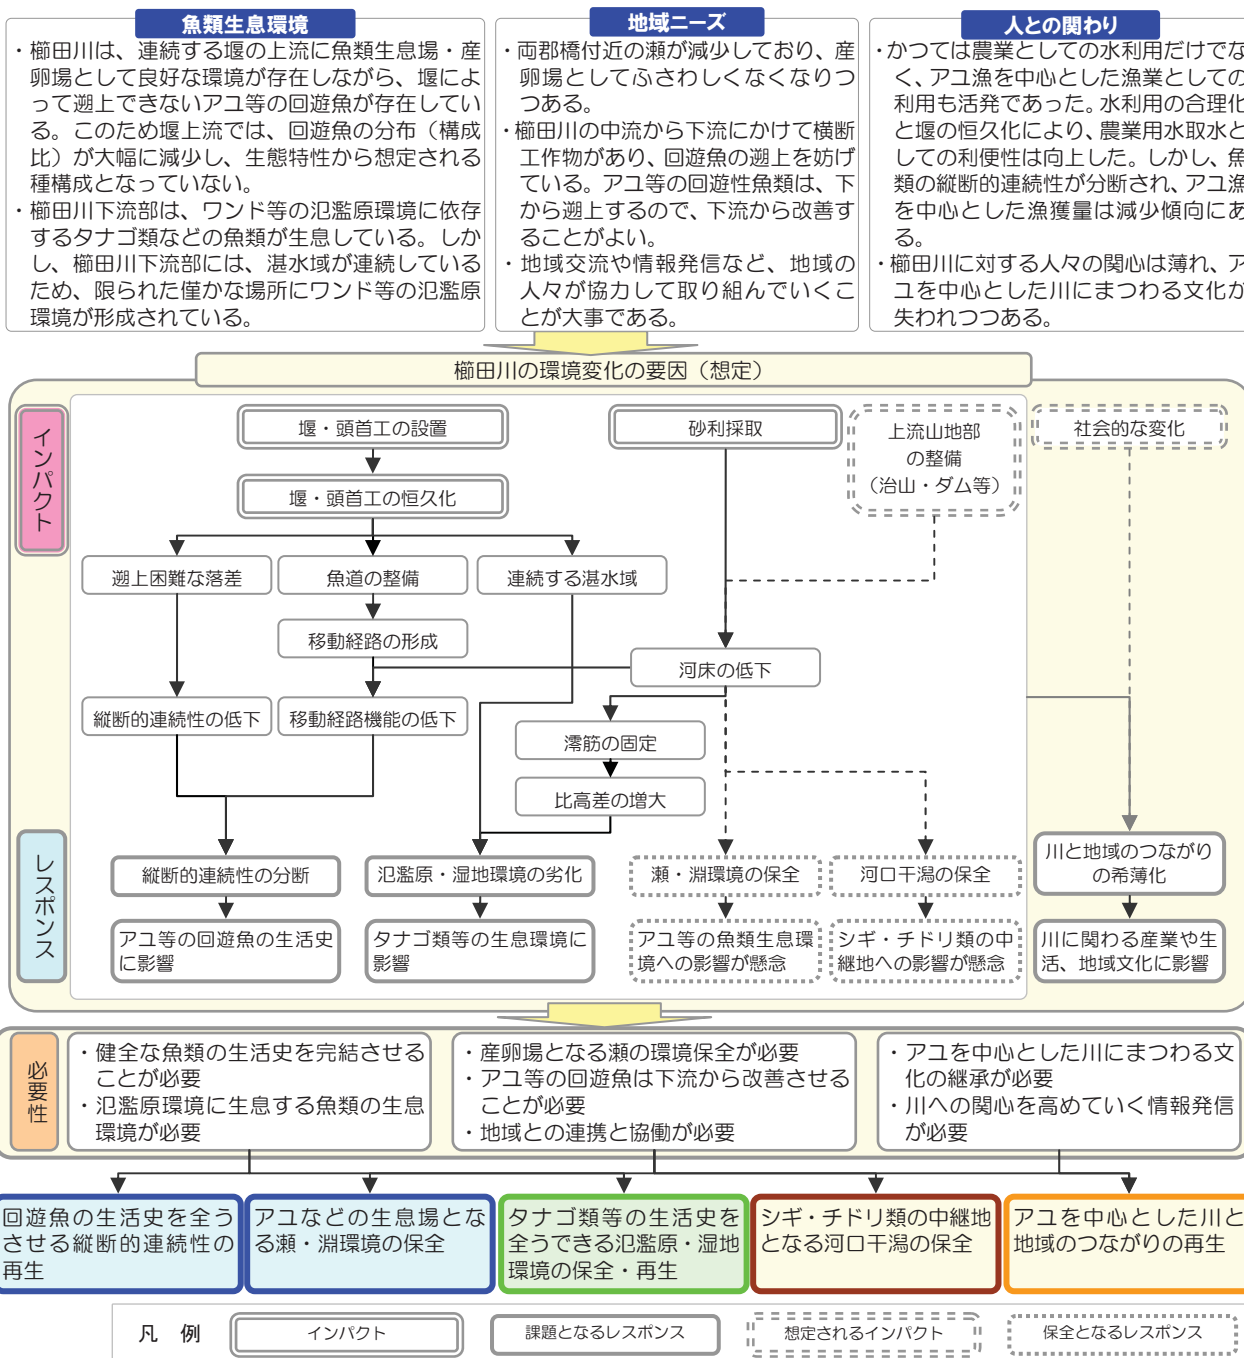 魚類生息環境
・櫛田川は、連続する堰の上流に魚類生息場・産
卵場として良好な環境が存在しながら、堰によ
って遡上できないアユ等の回遊魚が存在してい
る。このため堰上流では、回遊魚の分布（構成
比）が大幅に減少し、生態特性から想定される
種構成となっていない。
・櫛田川下流部は、ワンド等の氾濫原環境に依存
するタナゴ類などの魚類が生息している。しか
し、櫛田川下流部には、湛水域が連続している
ため、限られた僅かな場所にワンド等の氾濫原
環境が形成されている。
地域ニーズ
・両郡橋付近の瀬が減少しており、産
卵場としてふさわしくなくなりつ
つある。
・櫛田川の中流から下流にかけて横断
工作物があり、回遊魚の遡上を妨げ
ている。アユ等の回遊性魚類は、下
から遡上するので、下流から改善す
ることがよい。
・地域交流や情報発信など、地域の
人々が協力して取り組んでいくこ
とが大事である。
人との関わり
・かつては農業としての水利用だけでな
く、アユ漁を中心とした漁業としての
利用も活発であった。水利用の合理化
と堰の恒久化により、農業用水取水と
しての利便性は向上した。しかし、魚
類の縦断的連続性が分断され、アユ漁
を中心とした漁獲量は減少傾向にあ
る。
・櫛田川に対する人々の関心は薄れ、ア
ユを中心とした川にまつわる文化が
失われつつある。
櫛田川の環境変化の要因（想定）
インパクト
堰・頭首工の設置
砂利採取
上流山地部
の整備
（治山・ダム等）
社会的な変化
堰・頭首工の恒久化
遡上困難な落差
魚道の整備
連続する湛水域
移動経路の形成
河床の低下
縦断的連続性の低下
移動経路機能の低下
澪筋の固定
比高差の増大
レスポンス
縦断的連続性の分断
氾濫原・湿地環境の劣化
瀬・淵環境の保全
河口干潟の保全
川と地域のつながり
の希薄化
アユ等の回遊魚の生活史
に影響
タナゴ類等の生息環境に
影響
アユ等の魚類生息環
境への影響が懸念
シギ・チドリ類の中
継地への影響が懸念
川に関わる産業や生
活、地域文化に影響
必要性
・健全な魚類の生活史を完結させる
ことが必要
・氾濫原環境に生息する魚類の生息
環境が必要
・産卵場となる瀬の環境保全が必要
・アユ等の回遊魚は下流から改善させる
ことが必要
・地域との連携と協働が必要
・アユを中心とした川にまつわる文
化の継承が必要
・川への関心を高めていく情報発信
が必要
回遊魚の生活史を全う
させる縦断的連続性の
再生
アユなどの生息場とな
る瀬・淵環境の保全
タナゴ類等の生活史を
全うできる氾濫原・湿地
環境の保全・再生
シギ・チドリ類の中継地
となる河口干潟の保全
アユを中心とした川と
地域のつながりの再生
凡 例
インパクト
課題となるレスポンス
想定されるインパクト
保全となるレスポンス